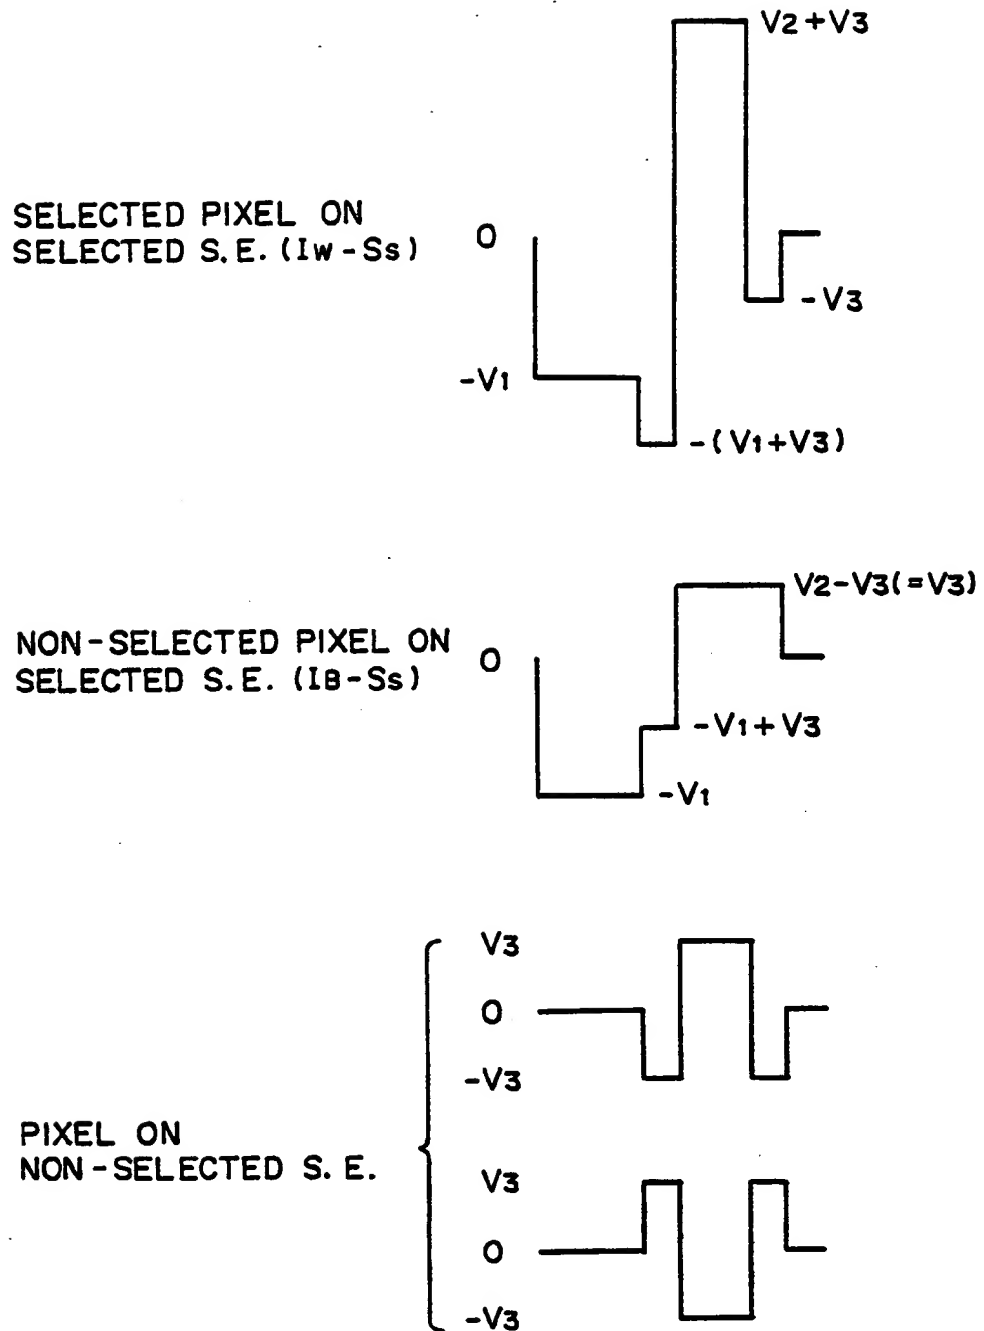 V2+V3
SELECTED PIXEL ON
SELECTED S.E. (Iw-Ss)
0
-V3
-V1
-(V1+V3)
V2-V3(=V3)
NON-SELECTED PIXEL ON
SELECTED S.E. (IB-Ss)
0
-V1+V3
-V1
V3
0
-V3
PIXEL ON
NON-SELECTED S.E.
V3
0
-V3